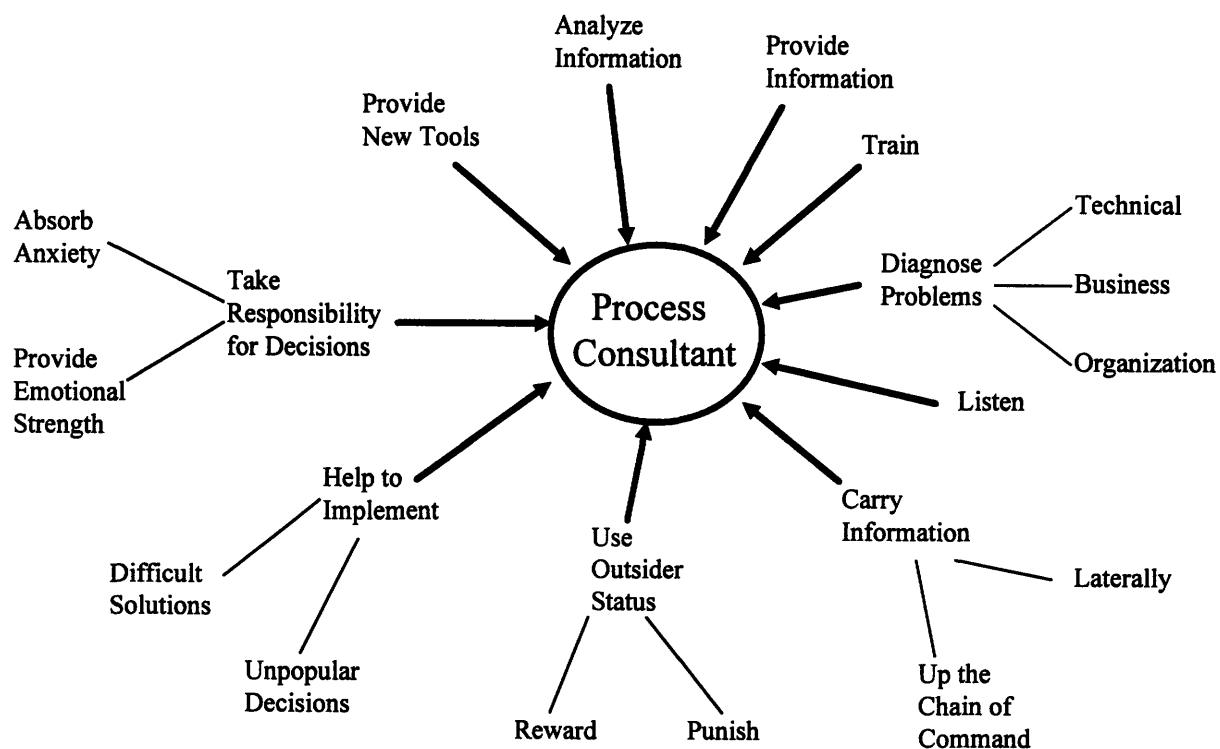 Analyze
Information
Provide
Information
Provide
New Tools
Train
Technical
Absorb
Anxiety
Diagnose
Problems
Business
Take
Responsibility
for Decisions
Process
Consultant
Provide
Emotional
Strength
Organization
Listen
Help to
Implement
Carry
Information
Use
Outsider
Status
Difficult
Solutions
Laterally
Unpopular
Decisions
Up the
Chain of
Command
Reward
Punish